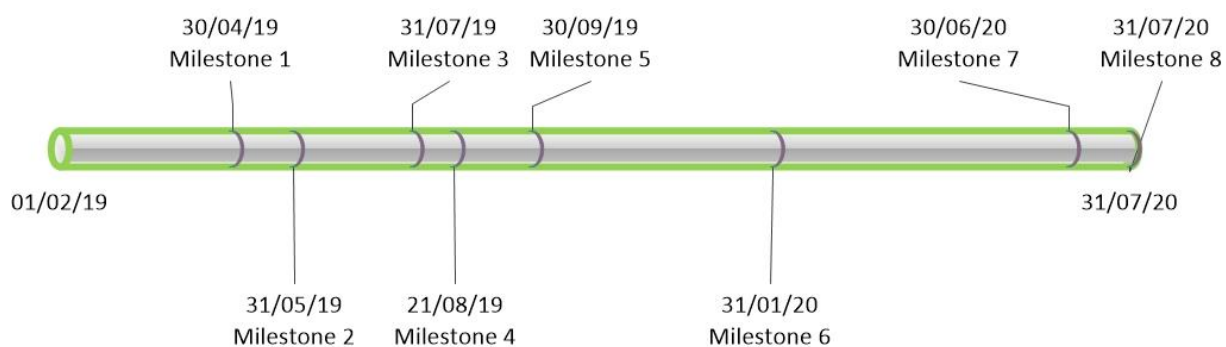 30/04/19
Milestone 1
31/07/19
Milestone 3
30/09/19
Milestone 5
30/06/20
Milestone 7
31/07/20
Milestone 8
01/02/19
31/07/20
31/05/19
Milestone 2
21/08/19
Milestone 4
31/01/20
Milestone 6